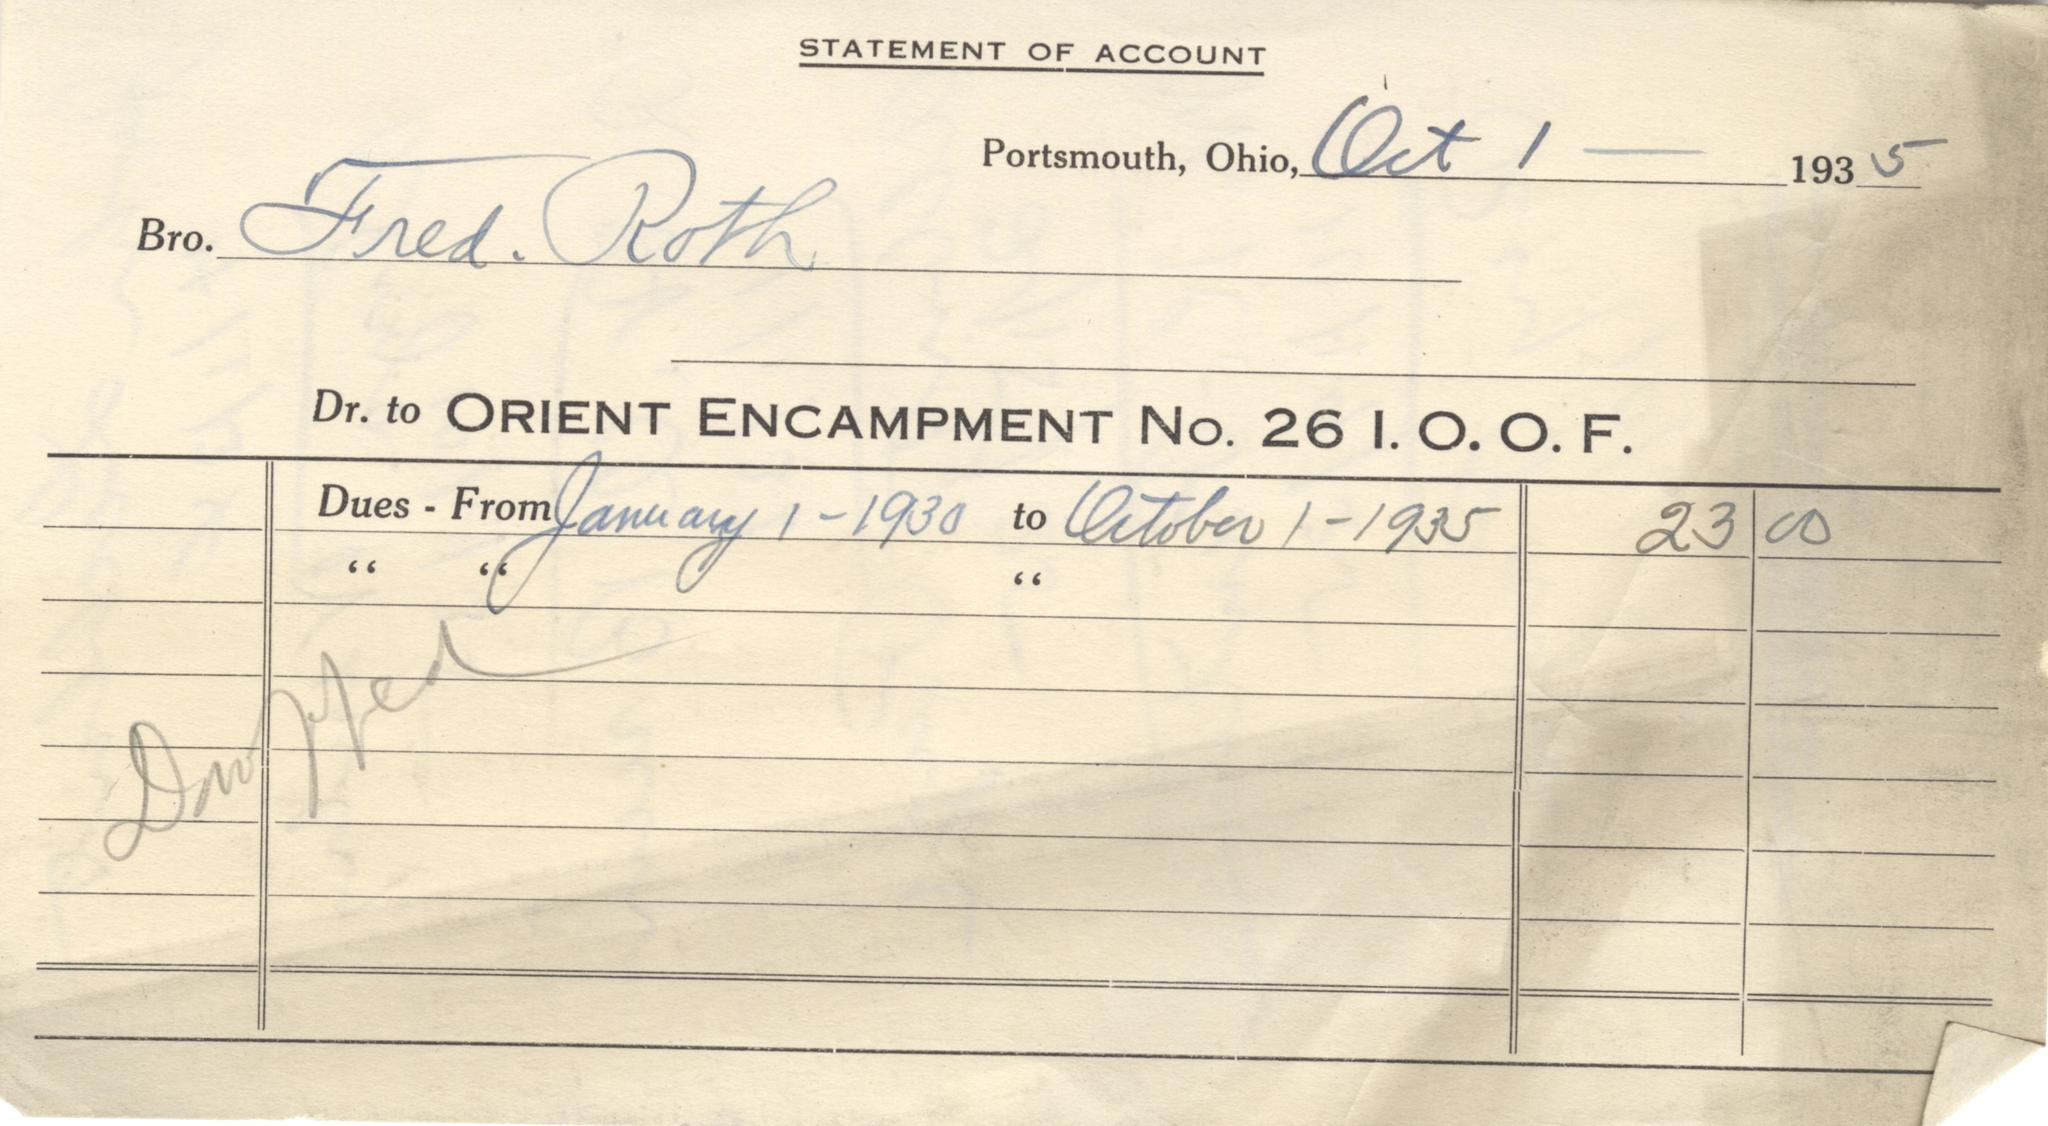 STATEMENT OF ACCOUNT
Portsmouth, Ohio, Oct 1 — 1935
Bro. Fred. Roth
Dr. to ORIENT ENCAMPMENT No. 26 I. O. O. F.
Dues - From January 1 - 1930 to October 1 - 1935 23 00
“ “ “
Dropped